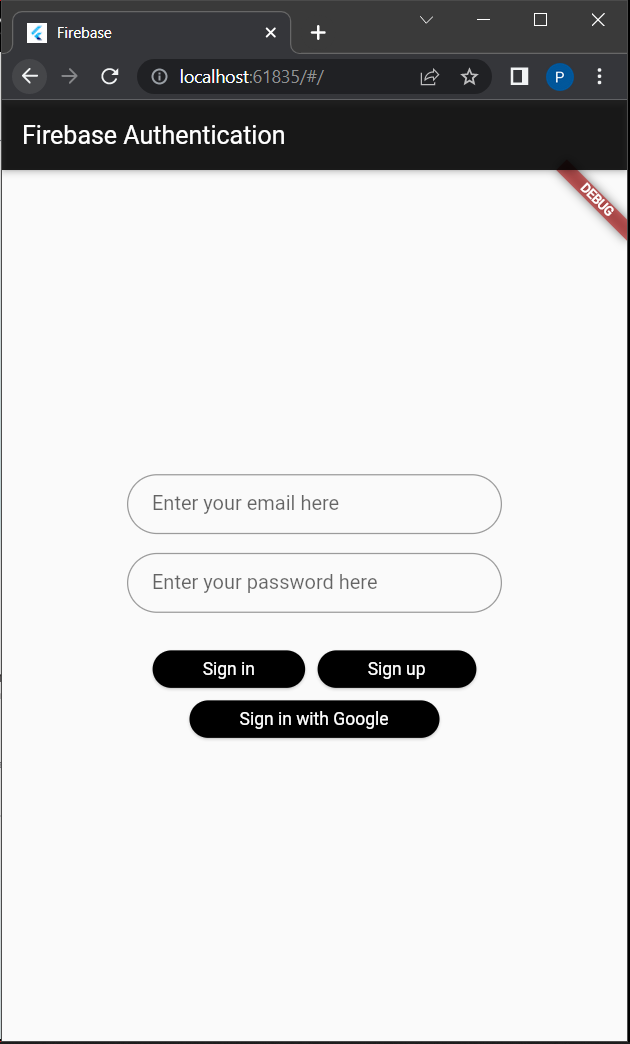 Firebase
localhost:61835/#/
P
Firebase Authentication
DEBUG
Enter your email here
Enter your password here
Sign in Sign up
Sign in with Google